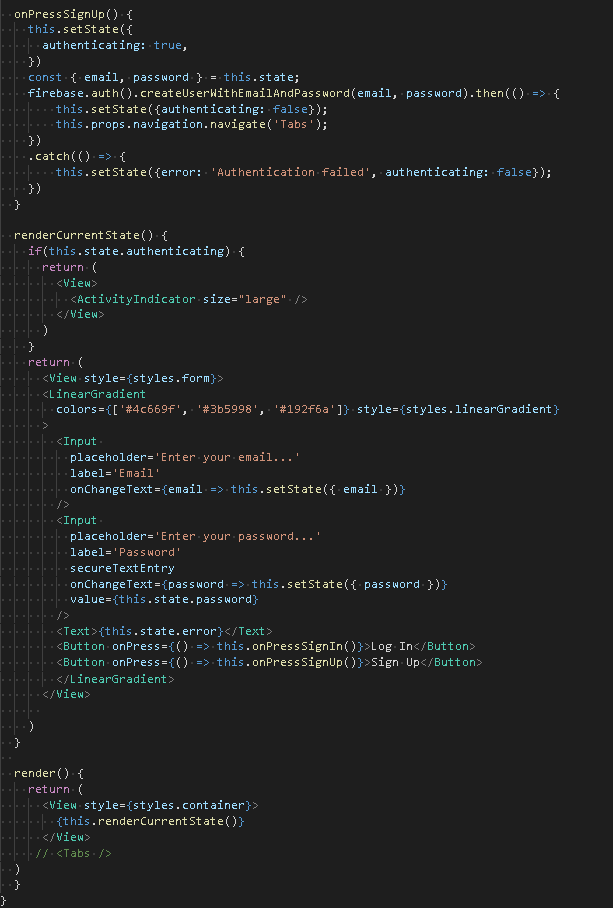 onPressSignUp() {
  this.setState({
    authenticating: true,
  })
  const { email, password } = this.state;
  firebase.auth().createUserWithEmailAndPassword(email, password).then(() => {
      this.setState({authenticating: false});
      this.props.navigation.navigate('Tabs');
  })
  .catch(() => {
      this.setState({error: 'Authentication failed', authenticating: false});
  })
}

renderCurrentState() {
  if(this.state.authenticating) {
    return (
      <View>
        <ActivityIndicator size="large" />
      </View>
    )
  }
  return (
    <View style={styles.form}>
    <LinearGradient
      colors={['#4c669f', '#3b5998', '#192f6a']} style={styles.linearGradient}
    >
      <Input
        placeholder='Enter your email...'
        label='Email'
        onChangeText={email => this.setState({ email })}
      />
      <Input
        placeholder='Enter your password...'
        label='Password'
        secureTextEntry
        onChangeText={password => this.setState({ password })}
        value={this.state.password}
      />
      <Text>{this.state.error}</Text>
      <Button onPress={() => this.onPressSignIn()}>Log In</Button>
      <Button onPress={() => this.onPressSignUp()}>Sign Up</Button>
      </LinearGradient>
    </View>

  )
}

render() {
  return (
    <View style={styles.container}>
      {this.renderCurrentState()}
    </View>
   // <Tabs />
)
}
}